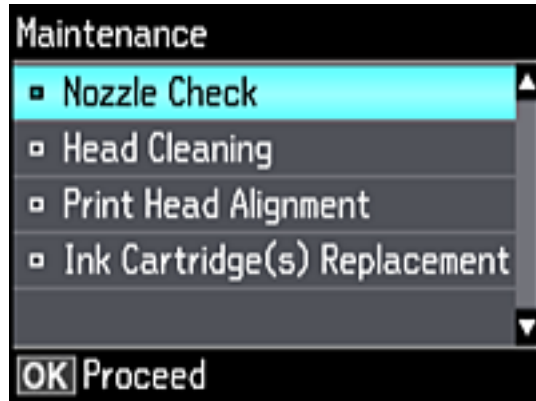 Maintenance
Nozzle Check
Head Cleaning
Print Head Alignment
Ink Cartridge(s) Replacement
OK Proceed